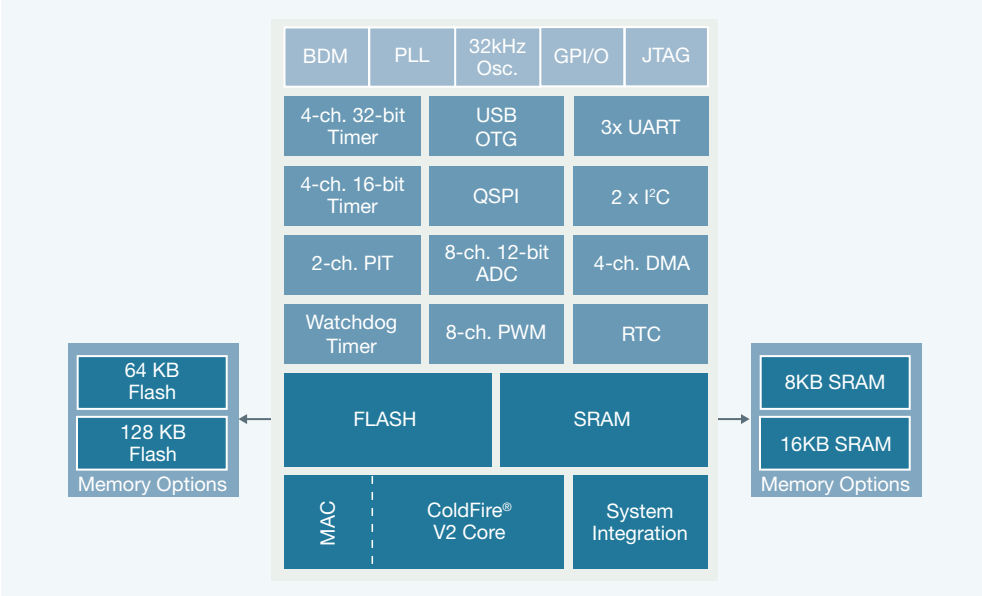 BDM
PLL
32kHz
Osc.
GPI/O
JTAG
4-ch. 32-bit
Timer
USB
OTG
3x UART
4-ch. 16-bit
Timer
QSPI
2 x I²C
2-ch. PIT
8-ch. 12-bit
ADC
4-ch. DMA
Watchdog
Timer
8-ch. PWM
RTC
64 KB
Flash
128 KB
Flash
Memory Options
FLASH
SRAM
8KB SRAM
16KB SRAM
Memory Options
MAC
ColdFire®
V2 Core
System
Integration